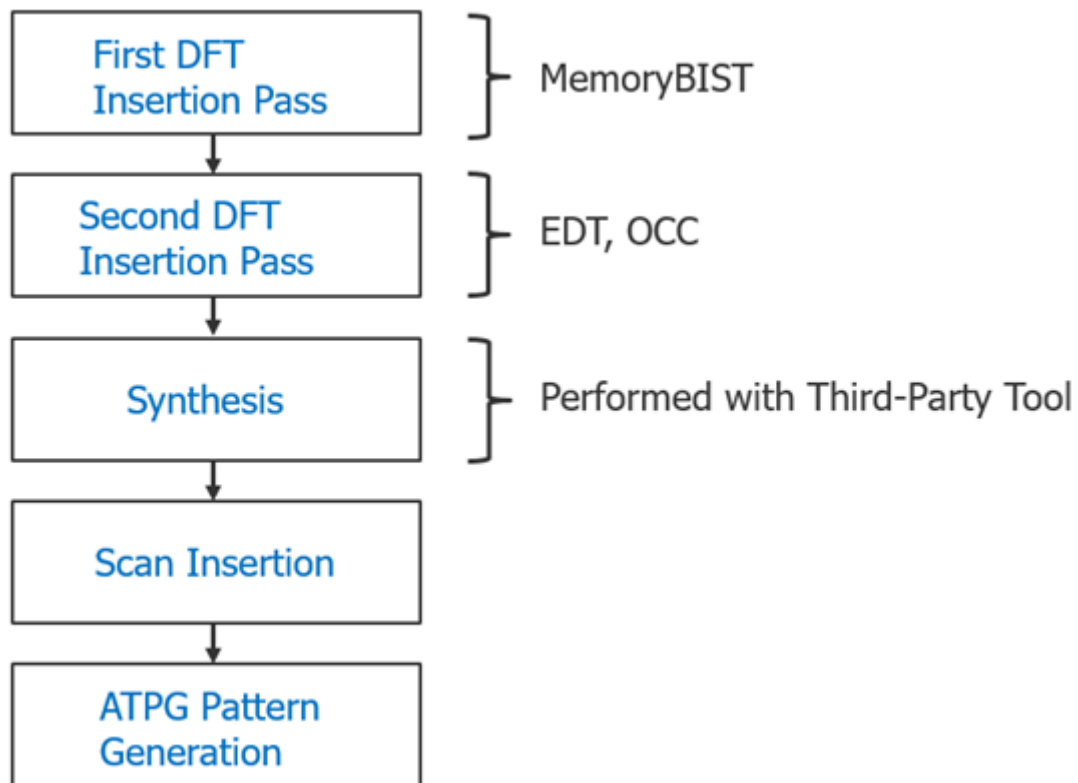 First DFT
Insertion Pass
MemoryBIST
Second DFT
Insertion Pass
EDT, OCC
Synthesis
Performed with Third-Party Tool
Scan Insertion
ATPG Pattern
Generation